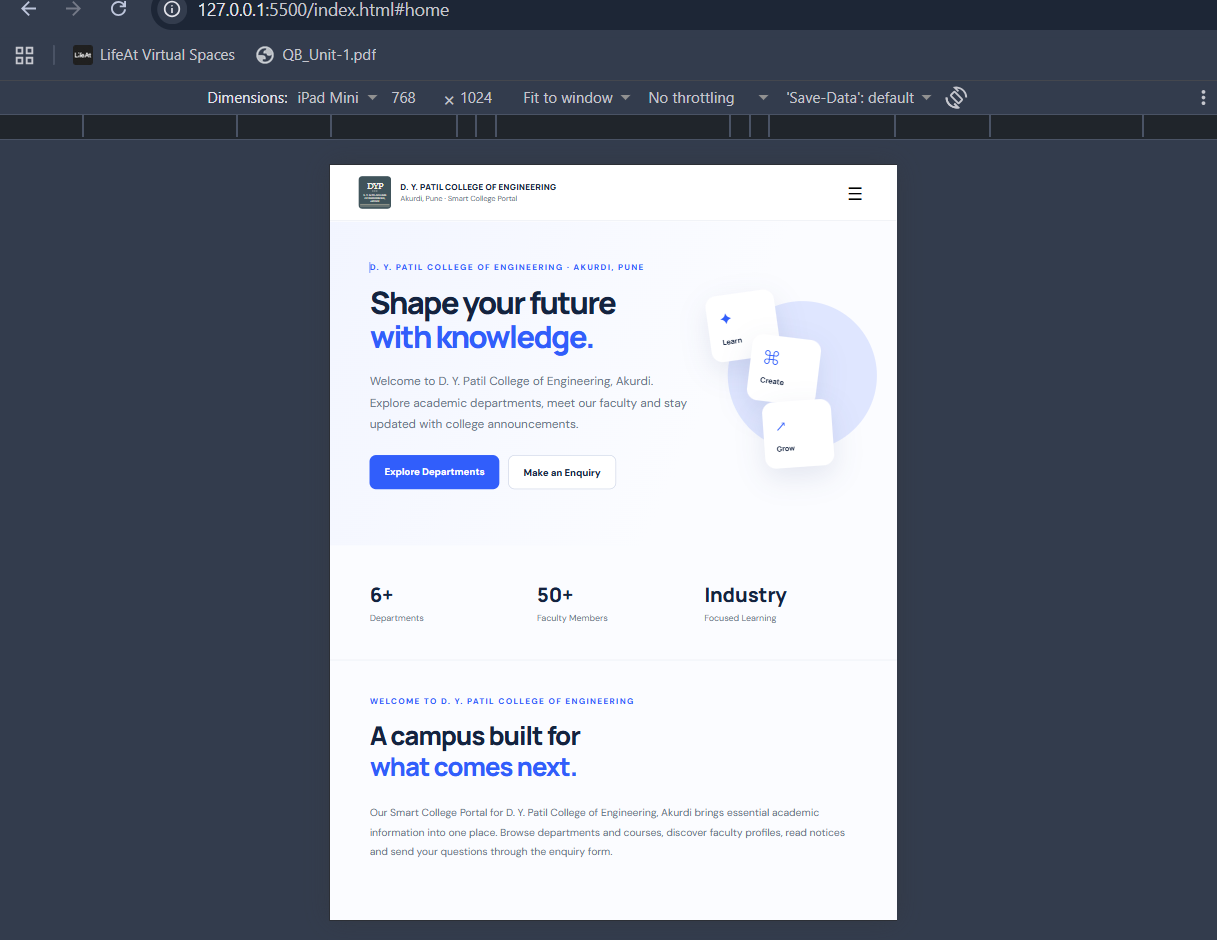 127.0.0.1:5500/index.html#home
LifeAt LifeAt Virtual Spaces QB_Unit-1.pdf
Dimensions: iPad Mini 768 × 1024 Fit to window No throttling 'Save-Data': default
DYP
D. Y. PATIL COLLEGE OF ENGINEERING
Akurdi, Pune · Smart College Portal
D. Y. PATIL COLLEGE OF ENGINEERING · AKURDI, PUNE
Shape your future
with knowledge.
Welcome to D. Y. Patil College of Engineering, Akurdi.
Explore academic departments, meet our faculty and stay
updated with college announcements.
Explore Departments Make an Enquiry
Learn
Create
Grow
6+ 50+ Industry
Departments Faculty Members Focused Learning
WELCOME TO D. Y. PATIL COLLEGE OF ENGINEERING
A campus built for
what comes next.
Our Smart College Portal for D. Y. Patil College of Engineering, Akurdi brings essential academic
information into one place. Browse departments and courses, discover faculty profiles, read notices
and send your questions through the enquiry form.